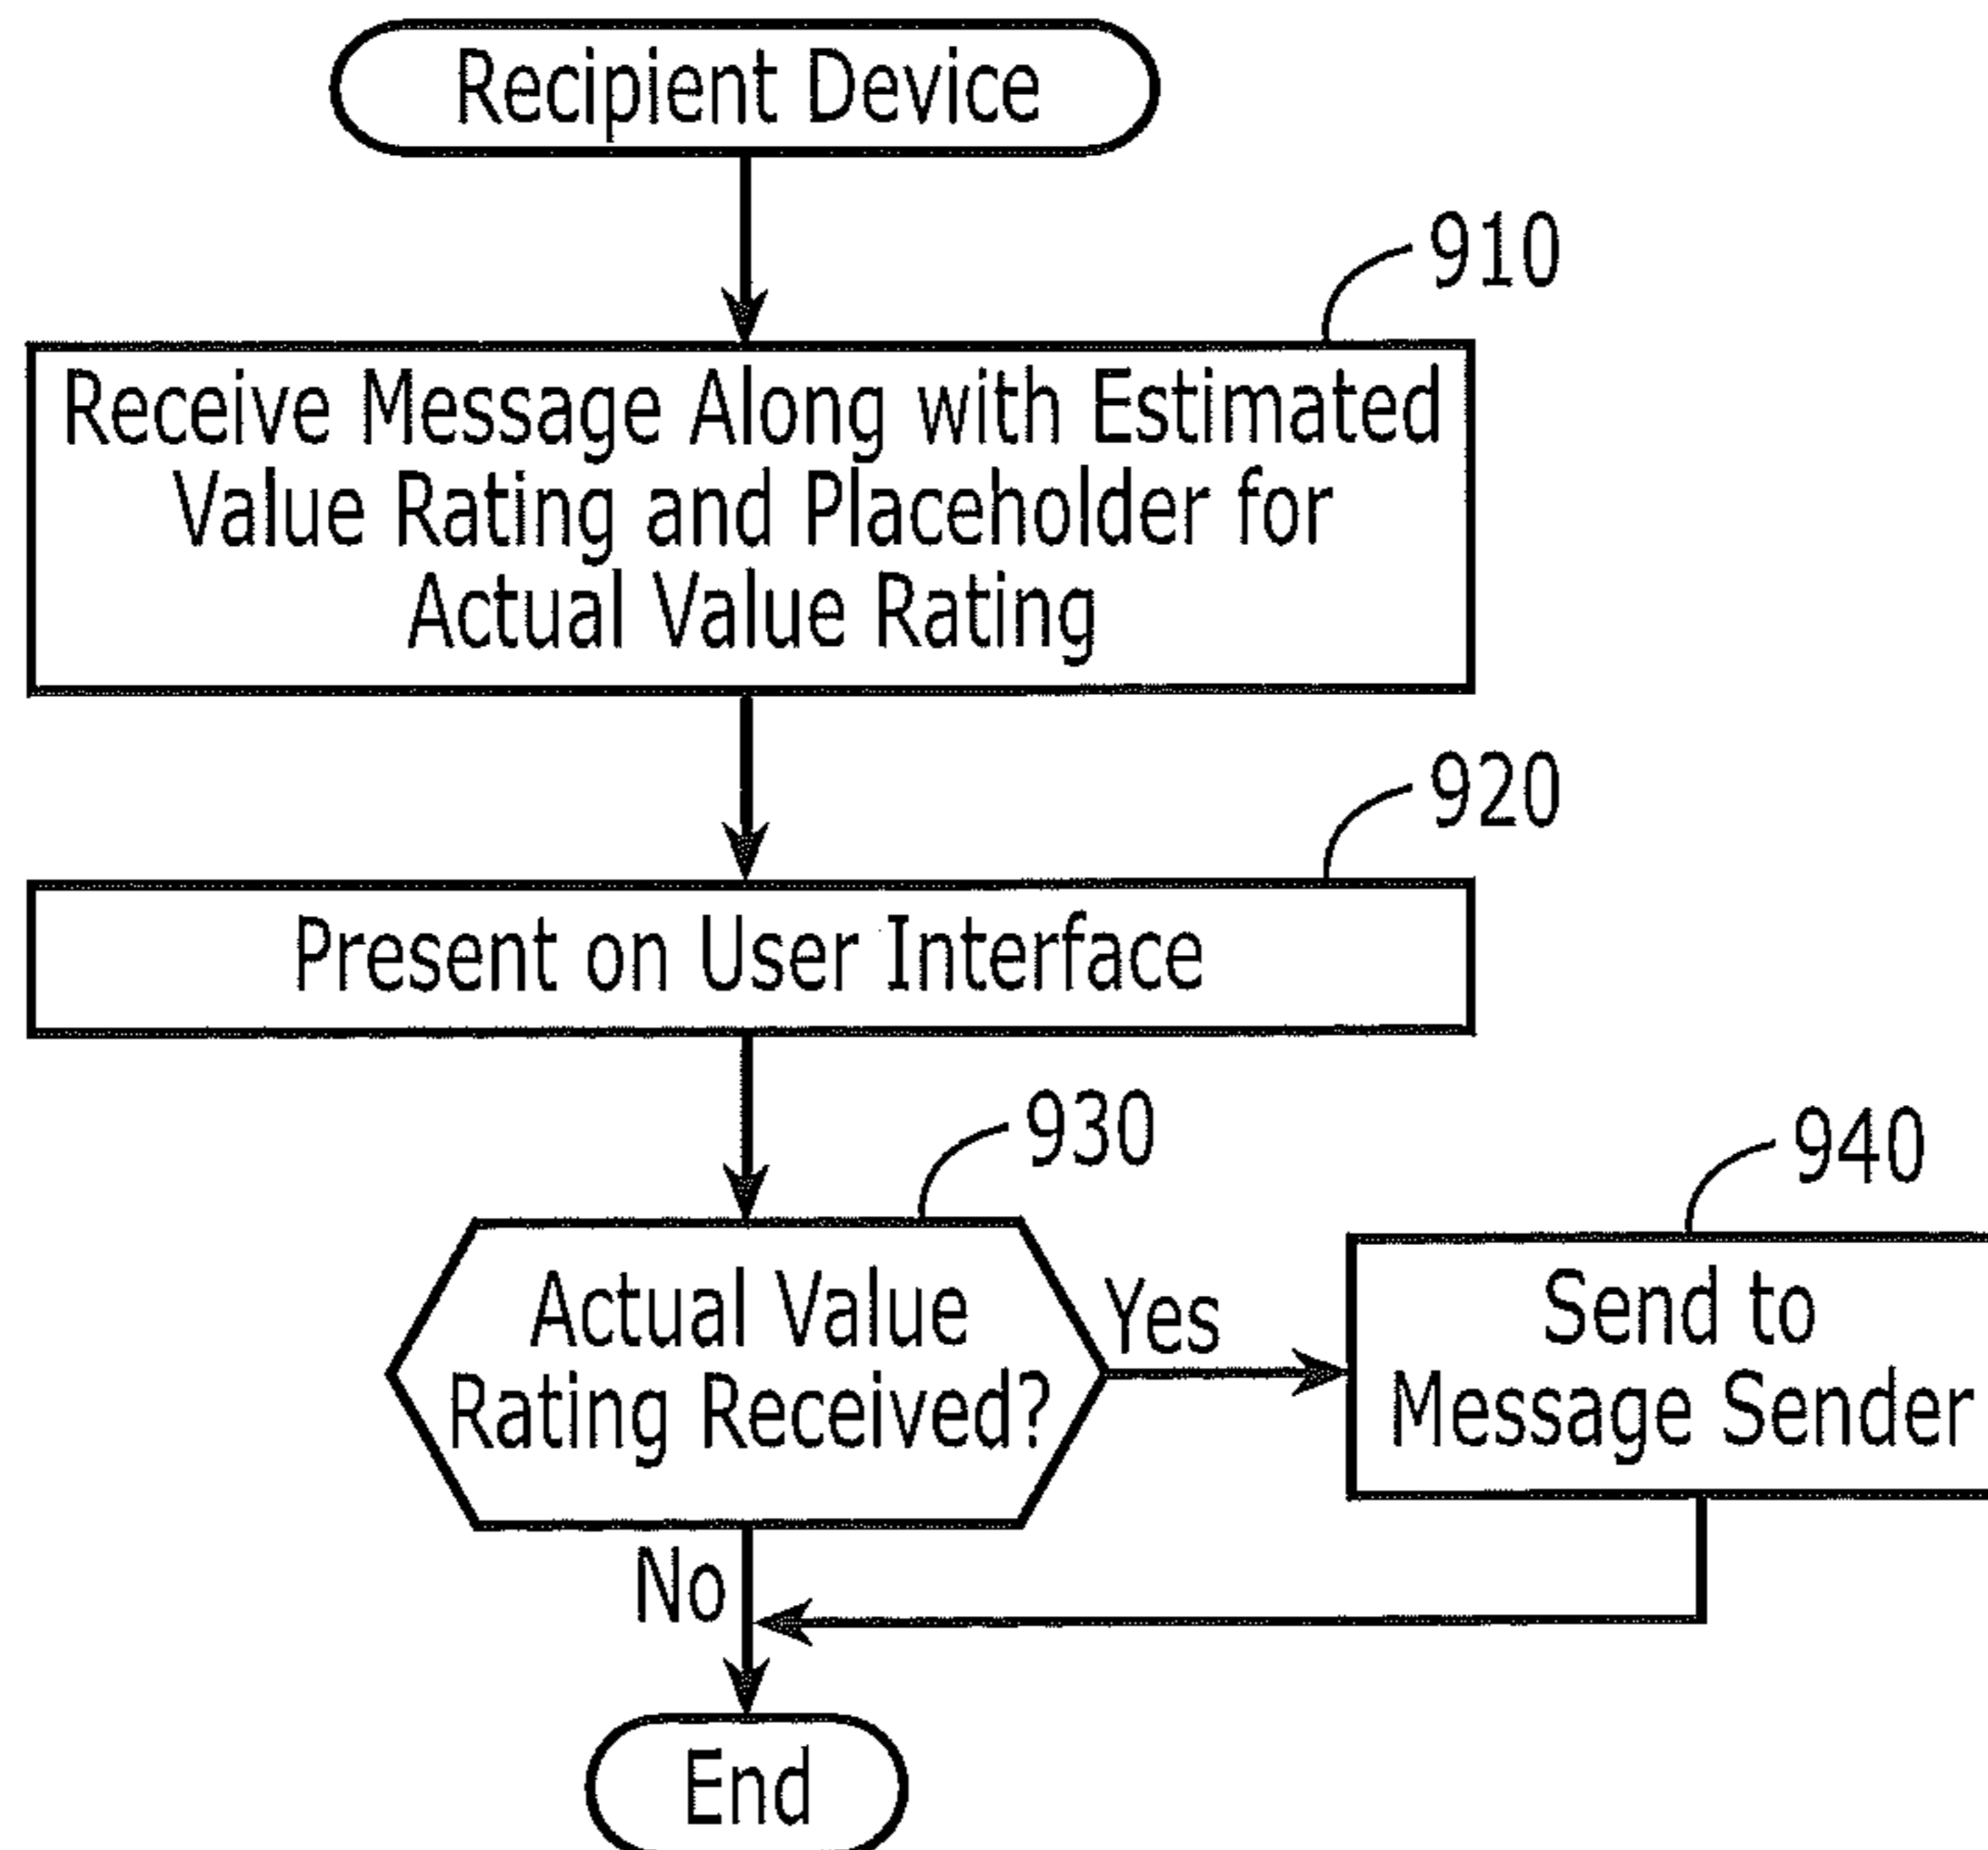 Recipient Device
910
Receive Message Along with Estimated
Value Rating and Placeholder for
Actual Value Rating
920
Present on User Interface
930
940
Actual Value
Rating Received?
Yes
Send to
Message Sender
No
End